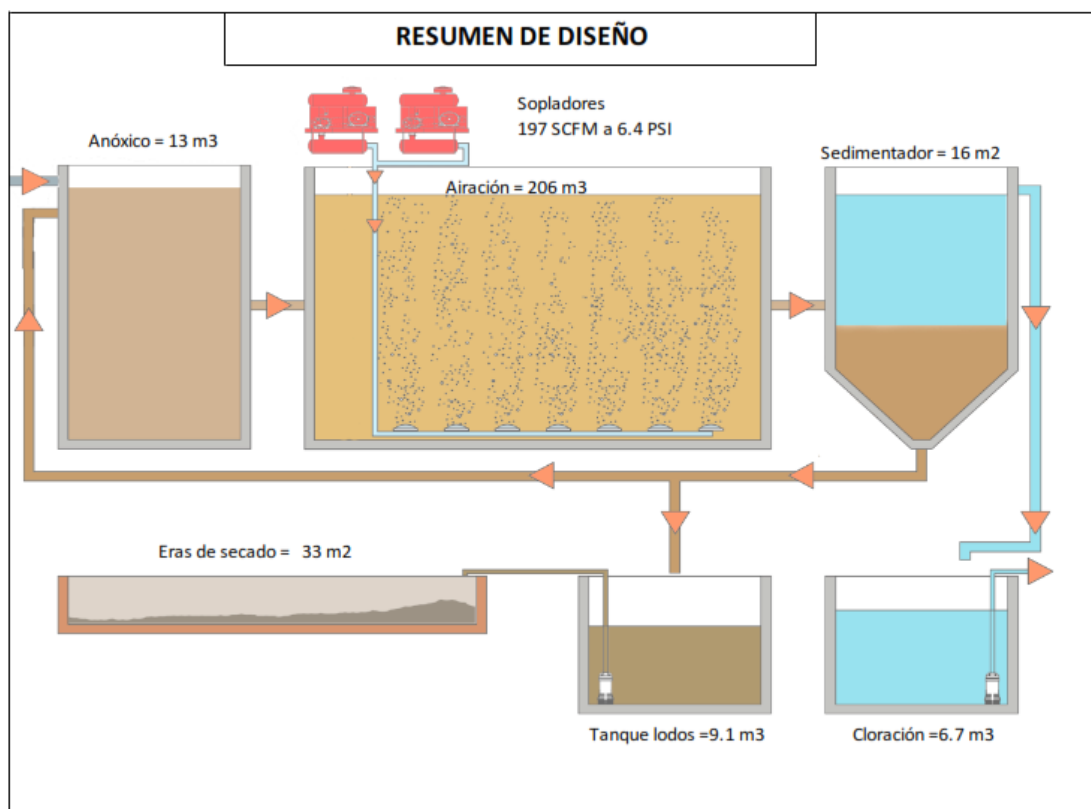 RESUMEN DE DISEÑO
Sopladores
197 SCFM a 6.4 PSI
Anóxico = 13 m3
Sedimentador = 16 m2
Airación = 206 m3
Eras de secado = 33 m2
Tanque lodos =9.1 m3
Cloración =6.7 m3